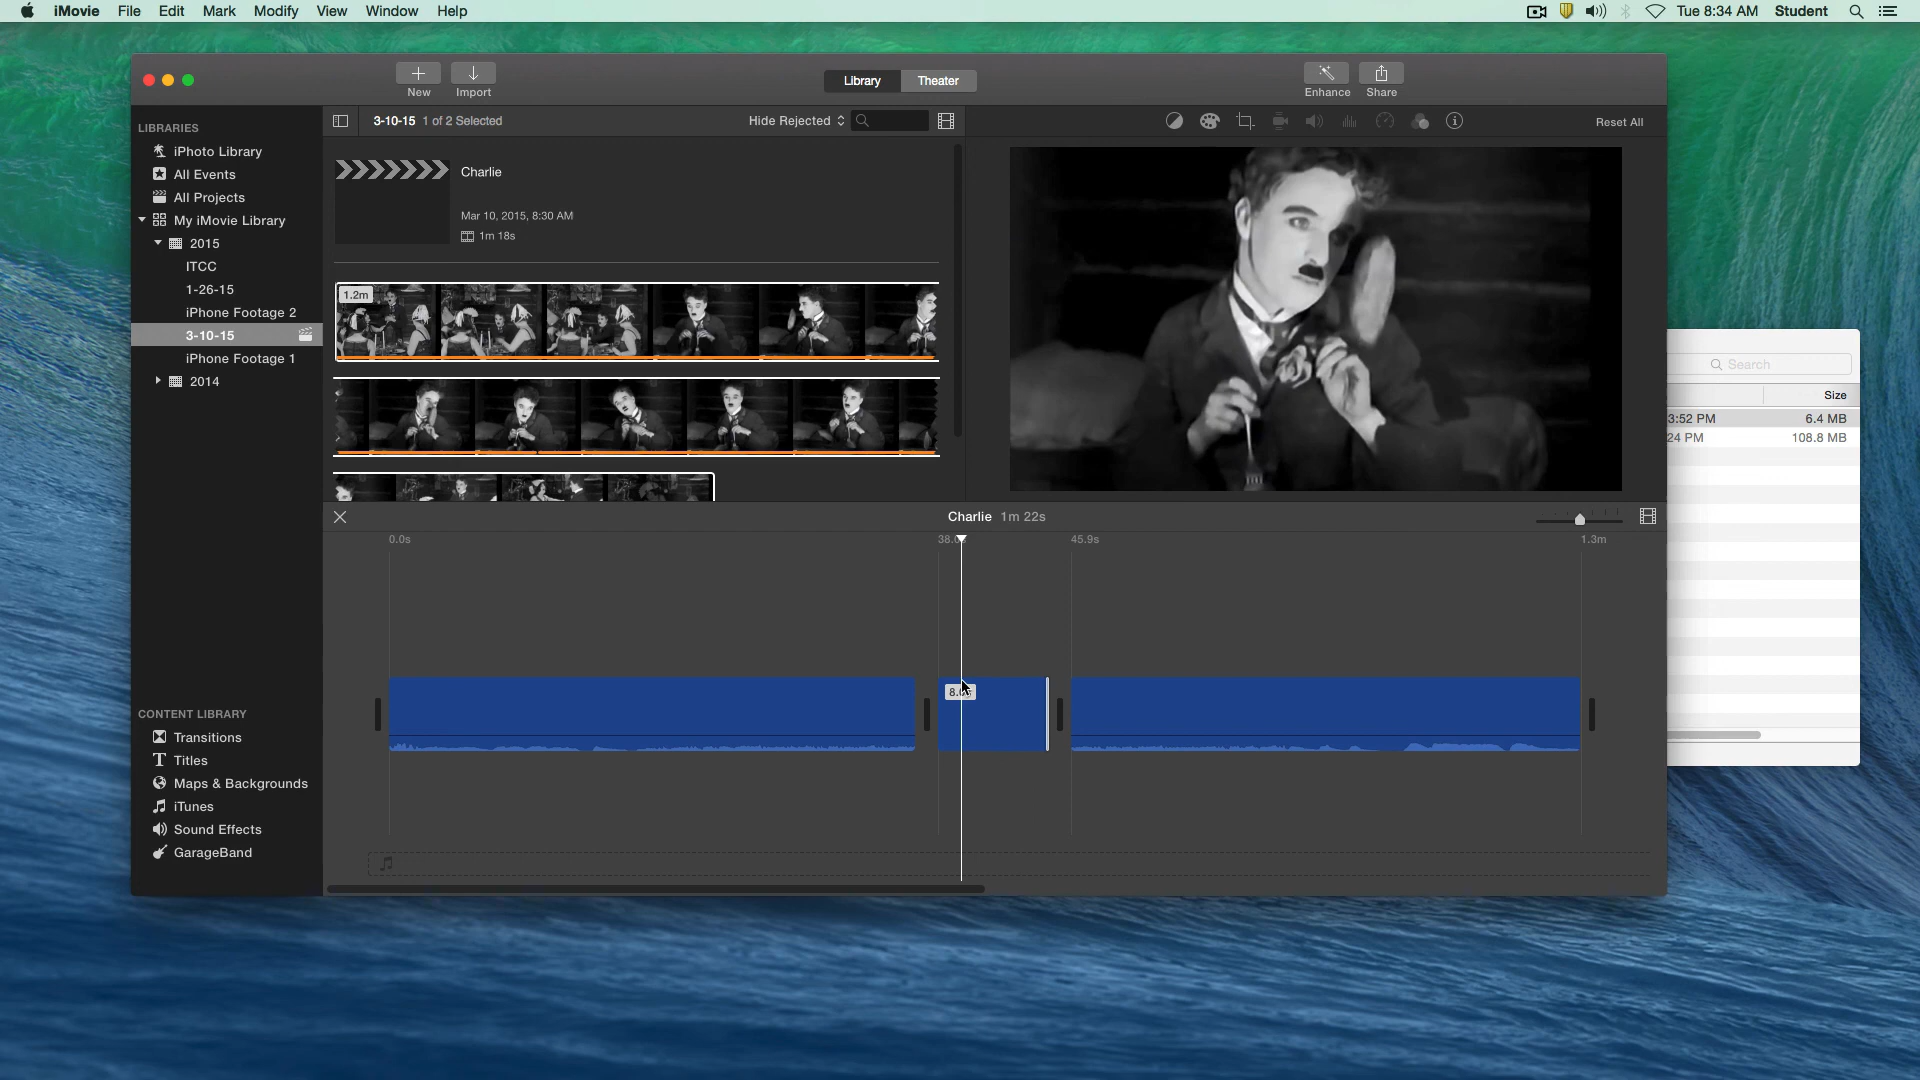 iMovie File Edit Mark Modify View Window Help
Tue 8:34 AM Student
New
Import
Library
Theater
Enhance
Share
LIBRARIES
iPhoto Library
All Events
All Projects
My iMovie Library
2015
ITCC
1-26-15
iPhone Footage 2
3-10-15
iPhone Footage 1
2014
3-10-15 1 of 2 Selected
Hide Rejected
Reset All
Charlie
Mar 10, 2015, 8:30 AM
1m 18s
1.2m
Search
Size
3:52 PM 6.4 MB
24 PM 108.8 MB
Charlie 1m 22s
0.0s
45.9s
1.3m
CONTENT LIBRARY
Transitions
Titles
Maps & Backgrounds
iTunes
Sound Effects
GarageBand